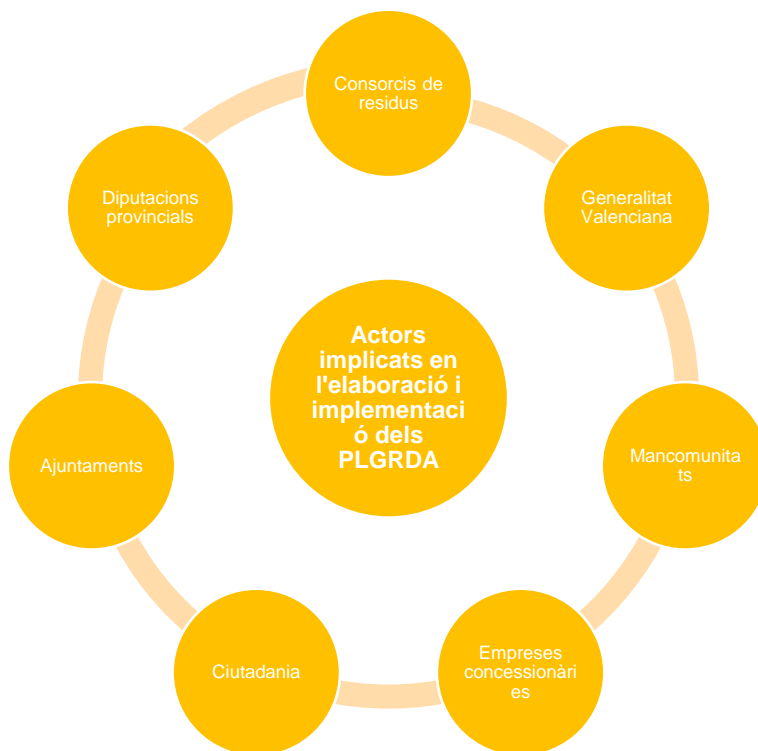 Consorcis de
residus
Generalitat
Valenciana
Mancomunita
ts
Empreses
concessionàri
es
Ciutadania
Ajuntaments
Diputacions
provincials
Actors
implicats en
l'elaboració i
implementaci
ó dels
PLGRDA